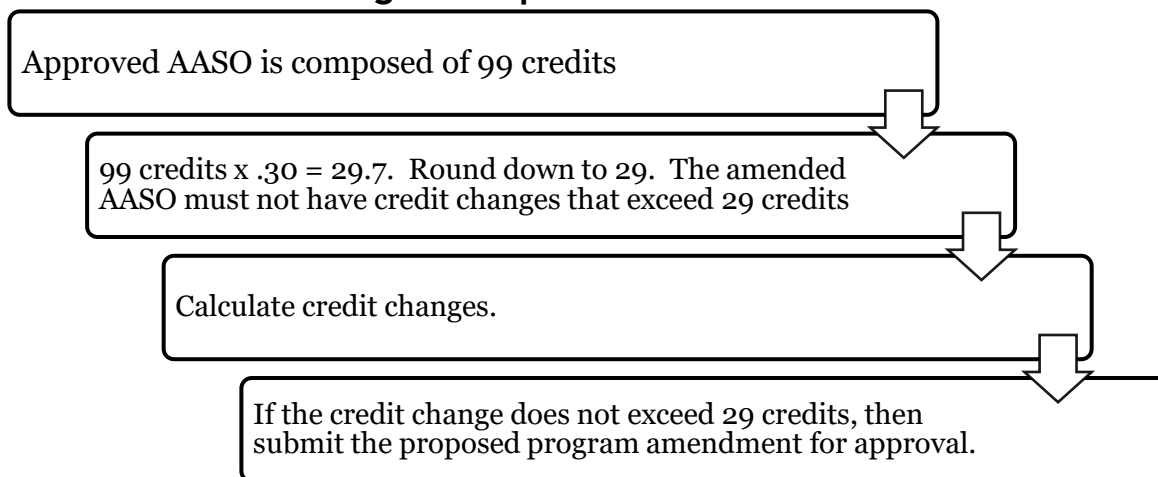 Approved AASO is composed of 99 credits
99 credits x .30 = 29.7. Round down to 29. The amended
AASO must not have credit changes that exceed 29 credits
Calculate credit changes.
If the credit change does not exceed 29 credits, then
submit the proposed program amendment for approval.